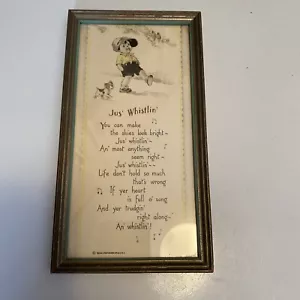 Jus' Whistlin'
You can make
the skies look bright~
Jus' whistlin'~
An' most anything
seem right~
Jus' whistlin'~~
Life don't hold so much
that's wrong
If yer heart
is full o' song
And yer trudgin'
right along~
An' whistlin'!